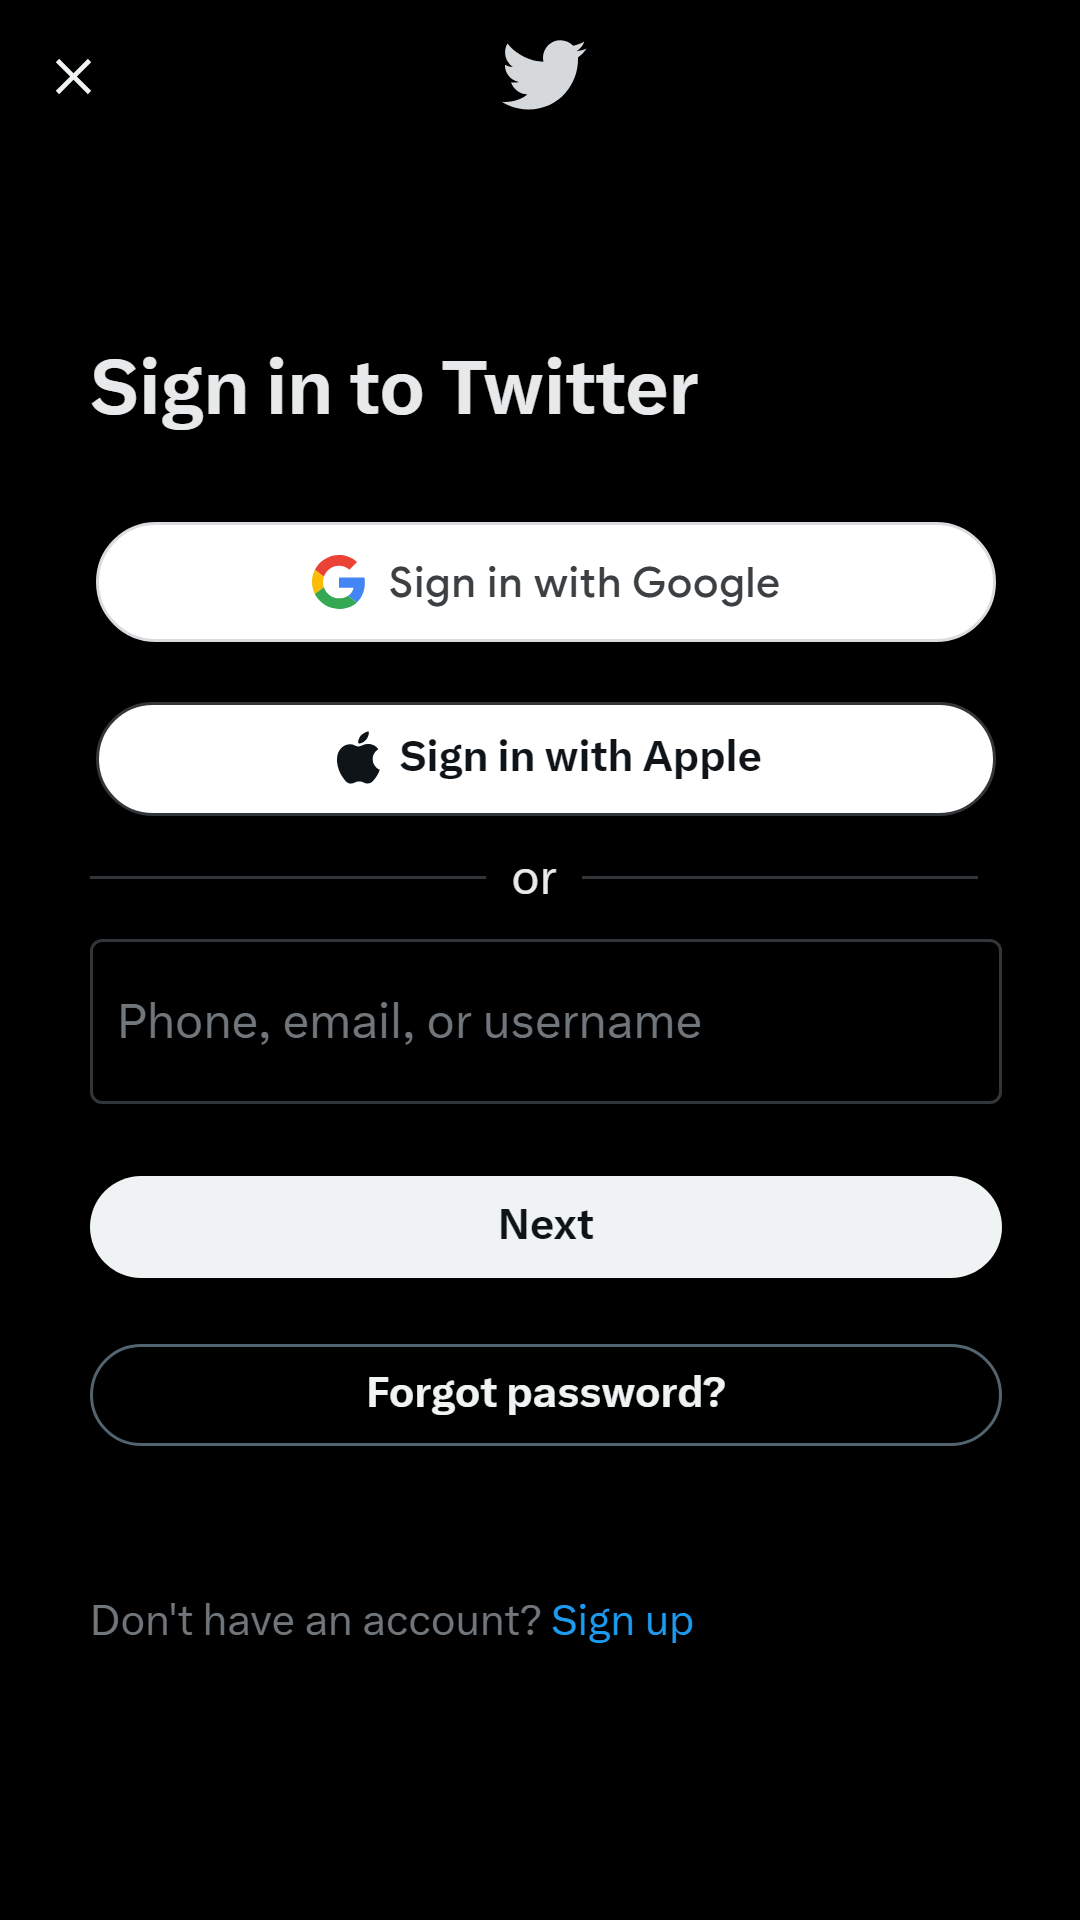 Sign in to Twitter
Sign in with Google
Sign in with Apple
or
Phone, email, or username
Next
Forgot password?
Don't have an account? Sign up